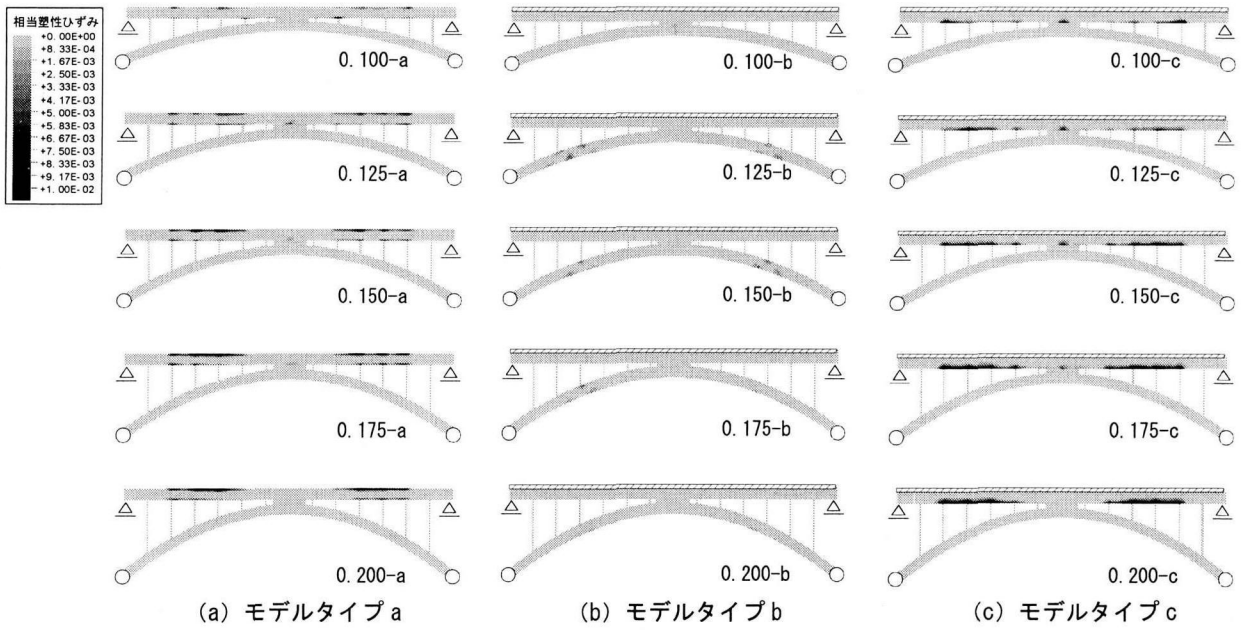 相当塑性ひずみ
+0.00E+00
+8.33E-04
+1.67E-03
+2.50E-03
+3.33E-03
+4.17E-03
+5.00E-03
+5.83E-03
+6.67E-03
+7.50E-03
+8.33E-03
+9.17E-03
+1.00E-02
0.100-a
0.100-b
0.100-c
0.125-a
0.125-b
0.125-c
0.150-a
0.150-b
0.150-c
0.175-a
0.175-b
0.175-c
0.200-a
0.200-b
0.200-c
(a) モデルタイプa
(b) モデルタイプb
(c) モデルタイプc